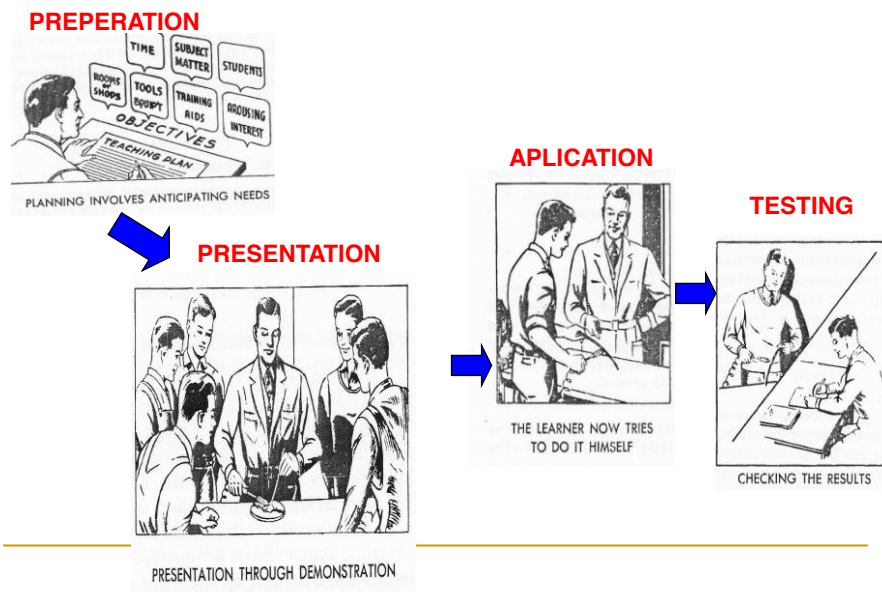 PREPERATION
TIME
SUBJECT
MATTER
STUDENTS
ROOMS
or
SHOPS
TOOLS
EQUIP'T
TRAINING
AIDS
AROUSING
INTEREST
OBJECTIVES
TEACHING PLAN
PLANNING INVOLVES ANTICIPATING NEEDS
PRESENTATION
PRESENTATION THROUGH DEMONSTRATION
APLICATION
THE LEARNER NOW TRIES
TO DO IT HIMSELF
TESTING
CHECKING THE RESULTS